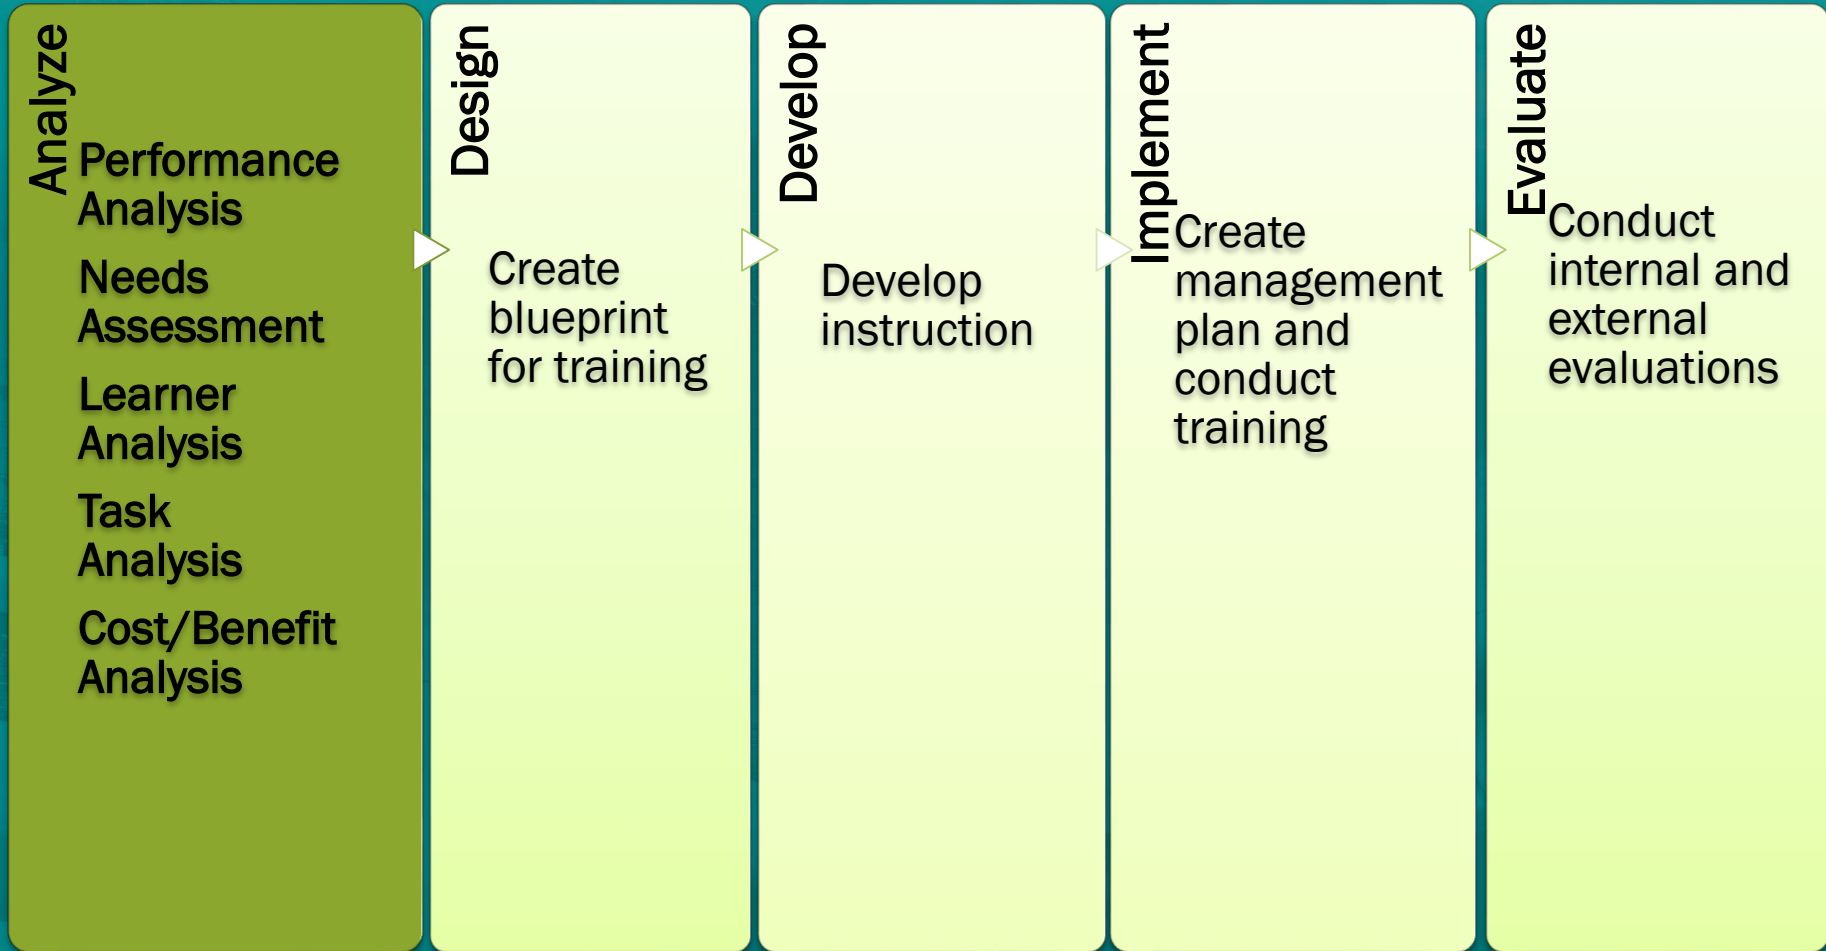 Analyze
Performance
Analysis
Needs
Assessment
Learner
Analysis
Task
Analysis
Cost/Benefit
Analysis
Design
Create
blueprint
for training
Develop
Develop
instruction
Implement
Create
management
plan and
conduct
training
Evaluate
Conduct
internal and
external
evaluations